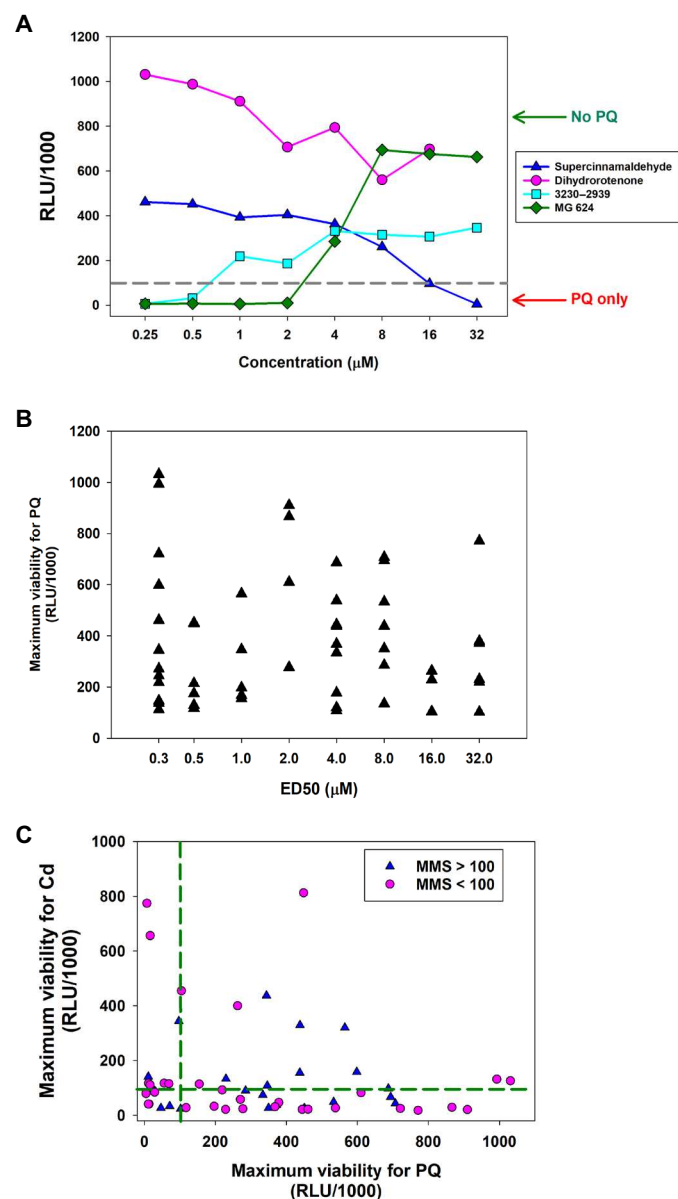 A
RLU/1000
1200
1000
800
600
400
200
0
0.25 0.5 1 2 4 8 16 32
Concentration (µM)
No PQ
Supercinnamaldehyde
Dihydrorotenone
3230–2939
MG 624
PQ only
B
Maximum viability for PQ
(RLU/1000)
1200
1000
800
600
400
200
0
0.3 0.5 1.0 2.0 4.0 8.0 16.0 32.0
ED50 (µM)
C
Maximum viability for Cd
(RLU/1000)
1000
800
600
400
200
0
MMS > 100
MMS < 100
0 200 400 600 800 1000
Maximum viability for PQ
(RLU/1000)